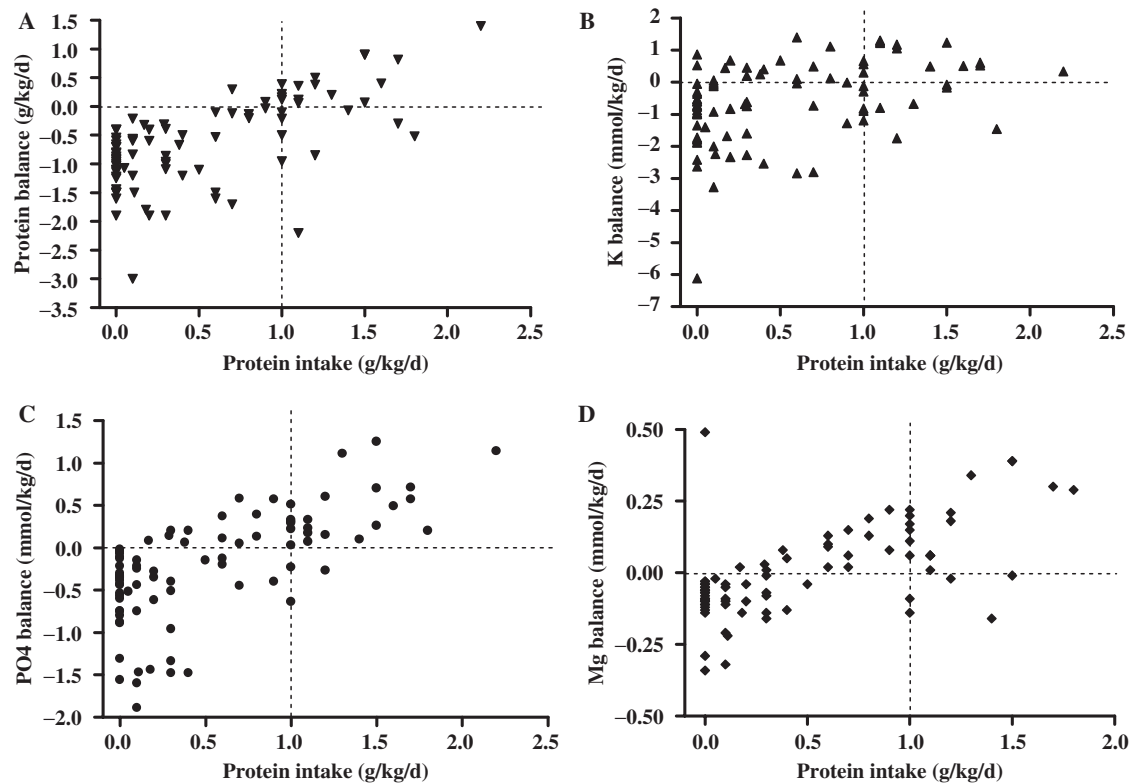 A
Protein balance (g/kg/d)
1.5
1.0
0.5
0.0
−0.5
−1.0
−1.5
−2.0
−2.5
−3.0
−3.5
0.0 0.5 1.0 1.5 2.0 2.5
Protein intake (g/kg/d)
B
K balance (mmol/kg/d)
2
1
0
−1
−2
−3
−4
−5
−6
−7
0.0 0.5 1.0 1.5 2.0 2.5
Protein intake (g/kg/d)
C
PO4 balance (mmol/kg/d)
1.5
1.0
0.5
0.0
−0.5
−1.0
−1.5
−2.0
0.0 0.5 1.0 1.5 2.0 2.5
Protein intake (g/kg/d)
D
Mg balance (mmol/kg/d)
0.50
0.25
0.00
−0.25
−0.50
0.0 0.5 1.0 1.5 2.0
Protein intake (g/kg/d)